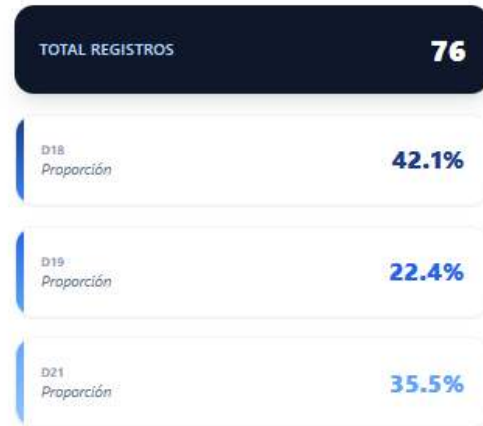 TOTAL REGISTROS 76
D18
Proporción
42.1%
D19
Proporción
22.4%
D21
Proporción
35.5%